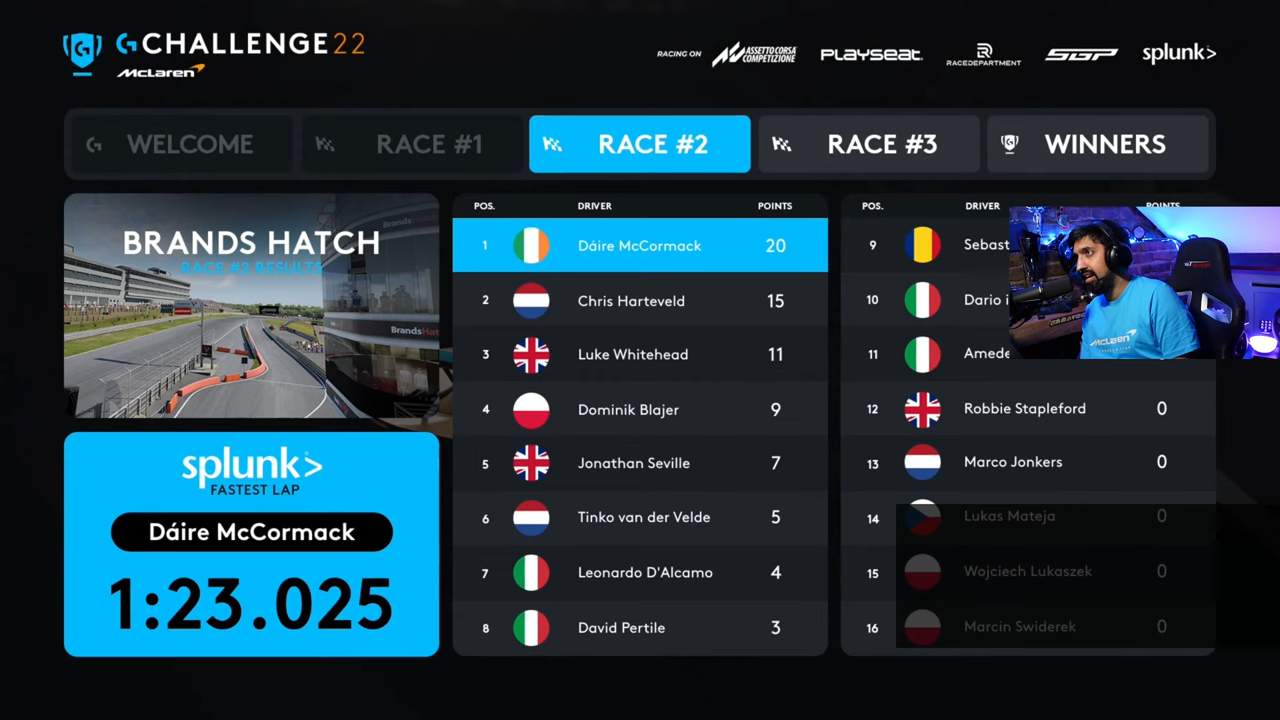 G CHALLENGE 22
McLaren
RACING ON
ASSETTO CORSA
COMPETIZIONE
PLAYSEAT
RACEDEPARTMENT
SGP
splunk>
WELCOME
RACE #1
RACE #2
RACE #3
WINNERS
BRANDS HATCH
RACE #2 RESULTS
BrandsHat
splunk>
FASTEST LAP
Dáire McCormack
1:23.025
POS. DRIVER POINTS
1 Dáire McCormack 20
2 Chris Harteveld 15
3 Luke Whitehead 11
4 Dominik Blajer 9
5 Jonathan Seville 7
6 Tinko van der Velde 5
7 Leonardo D'Alcamo 4
8 David Pertile 3
POS. DRIVER POINTS
9 Sebast
10 Dario i
11 Amede
12 Robbie Stapleford 0
13 Marco Jonkers 0
14 Lukas Mateja 0
15 Wojciech Lukaszek 0
16 Marcin Swiderek 0
McLaren